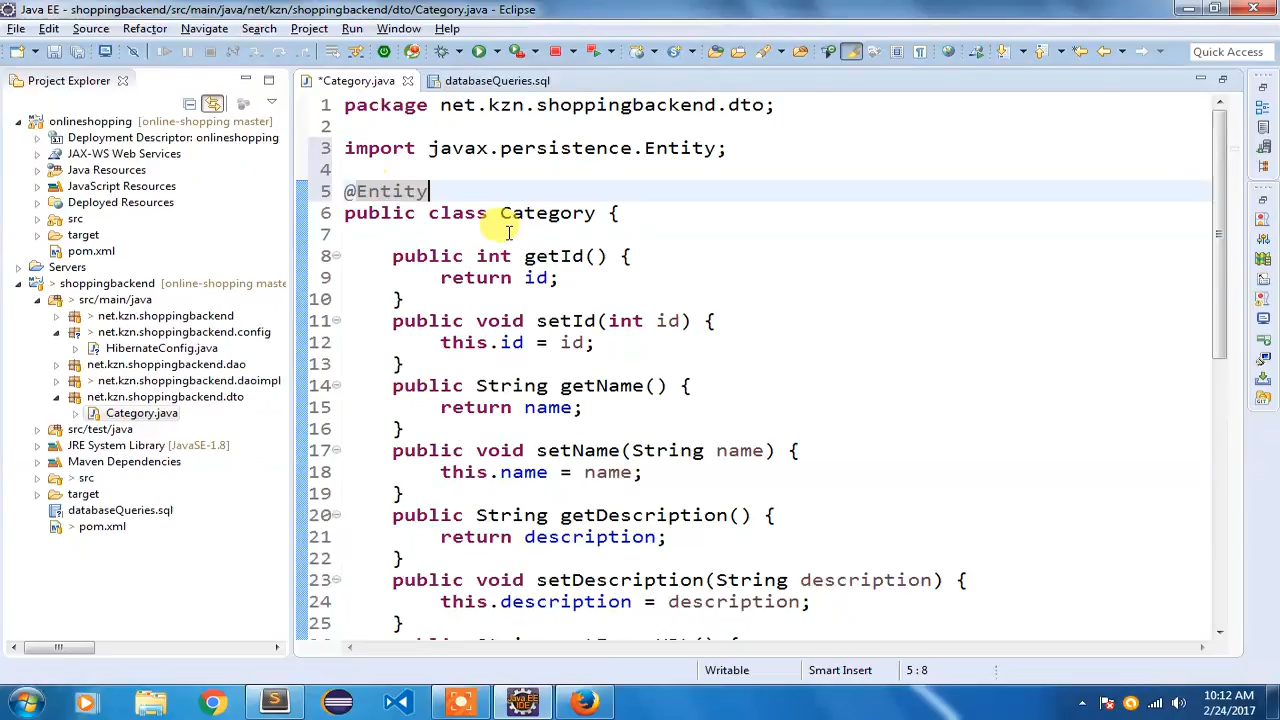 Java EE - shoppingbackend/src/main/java/net/kzn/shoppingbackend/dto/Category.java - Eclipse
File Edit Source Refactor Navigate Search Project Run Window Help
Quick Access
Project Explorer
*Category.java databaseQueries.sql
onlineshopping [online-shopping master]
Deployment Descriptor: onlineshopping
JAX-WS Web Services
Java Resources
JavaScript Resources
Deployed Resources
src
target
pom.xml
Servers
> shoppingbackend [online-shopping maste
> src/main/java
> net.kzn.shoppingbackend
> net.kzn.shoppingbackend.config
HibernateConfig.java
net.kzn.shoppingbackend.dao
> net.kzn.shoppingbackend.daoimpl
net.kzn.shoppingbackend.dto
Category.java
src/test/java
JRE System Library [JavaSE-1.8]
Maven Dependencies
> src
target
databaseQueries.sql
> pom.xml
1 package net.kzn.shoppingbackend.dto;
2
3 import javax.persistence.Entity;
4
5 @Entity
6 public class Category {
7
8 public int getId() {
9 return id;
10 }
11 public void setId(int id) {
12 this.id = id;
13 }
14 public String getName() {
15 return name;
16 }
17 public void setName(String name) {
18 this.name = name;
19 }
20 public String getDescription() {
21 return description;
22 }
23 public void setDescription(String description) {
24 this.description = description;
25 }
Writable Smart Insert 5 : 8
10:12 AM
2/24/2017